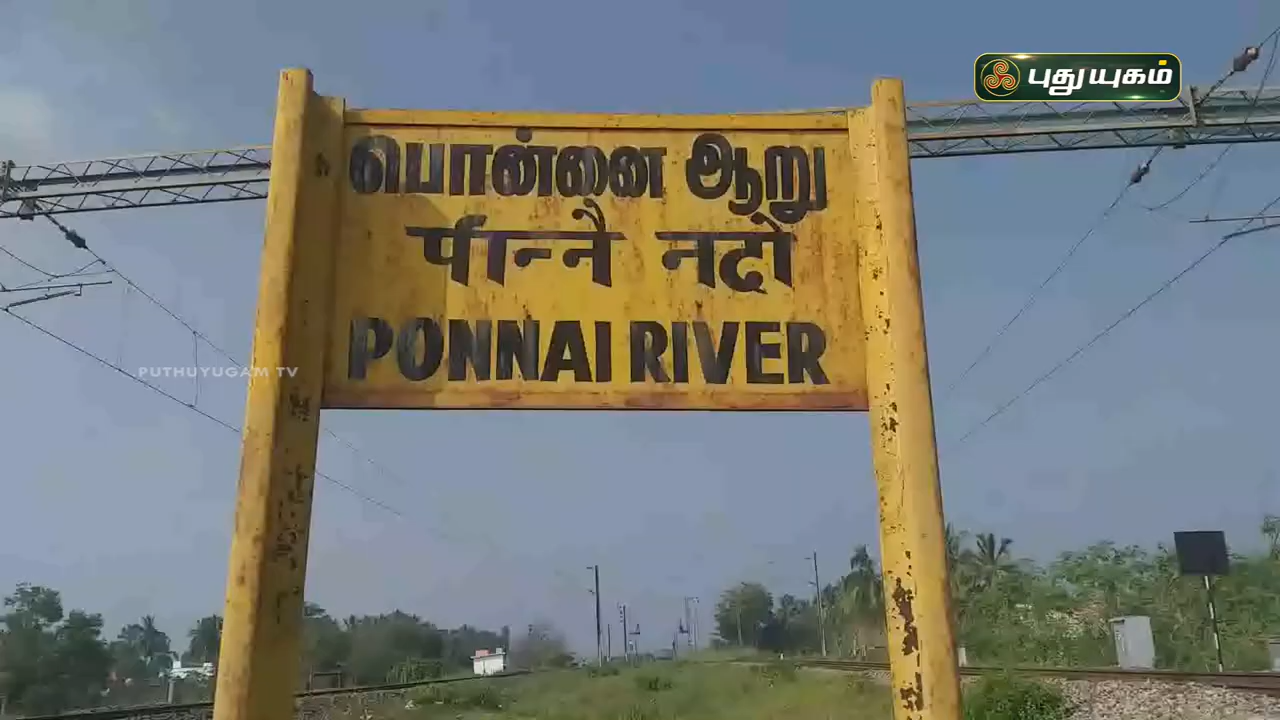 புதுயுகம்
பொன்னை ஆறு
पोन्नै नदी
PONNAI RIVER
PUTHUYUGAM TV